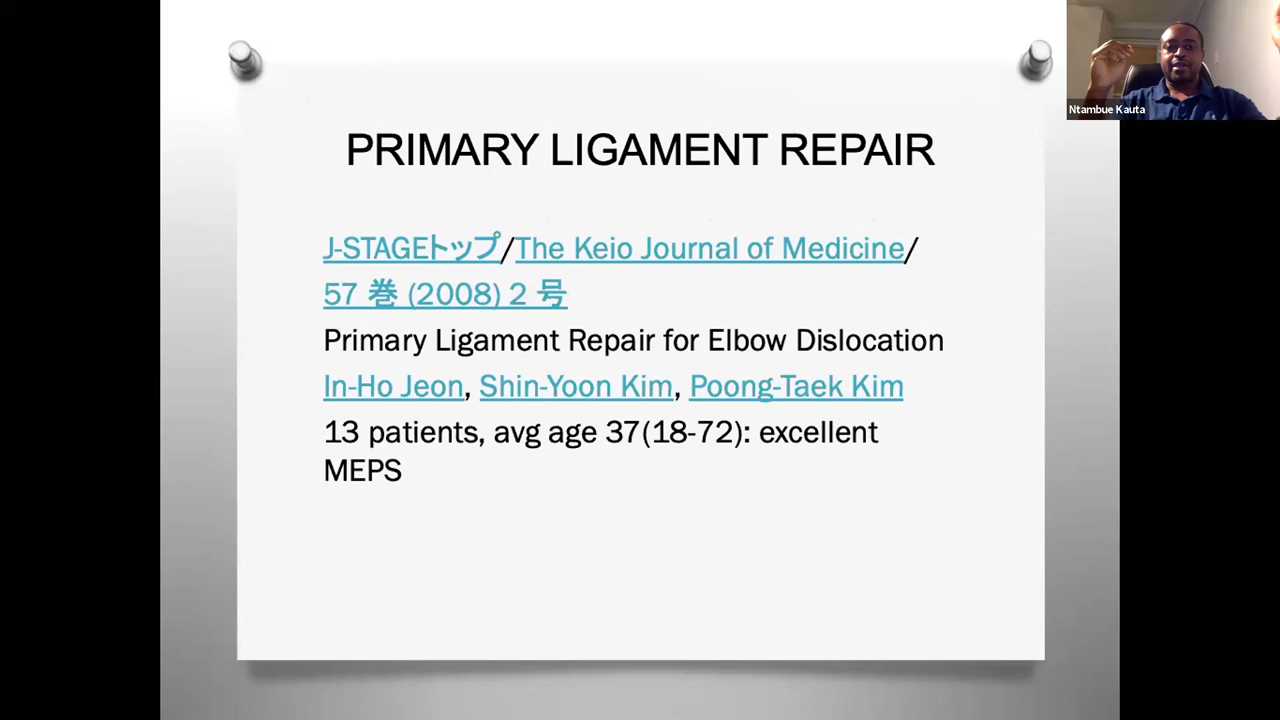 PRIMARY LIGAMENT REPAIR
J-STAGEトップ/The Keio Journal of Medicine/
57 巻 (2008) 2 号
Primary Ligament Repair for Elbow Dislocation
In-Ho Jeon, Shin-Yoon Kim, Poong-Taek Kim
13 patients, avg age 37(18-72): excellent
MEPS
Ntambue Kauta